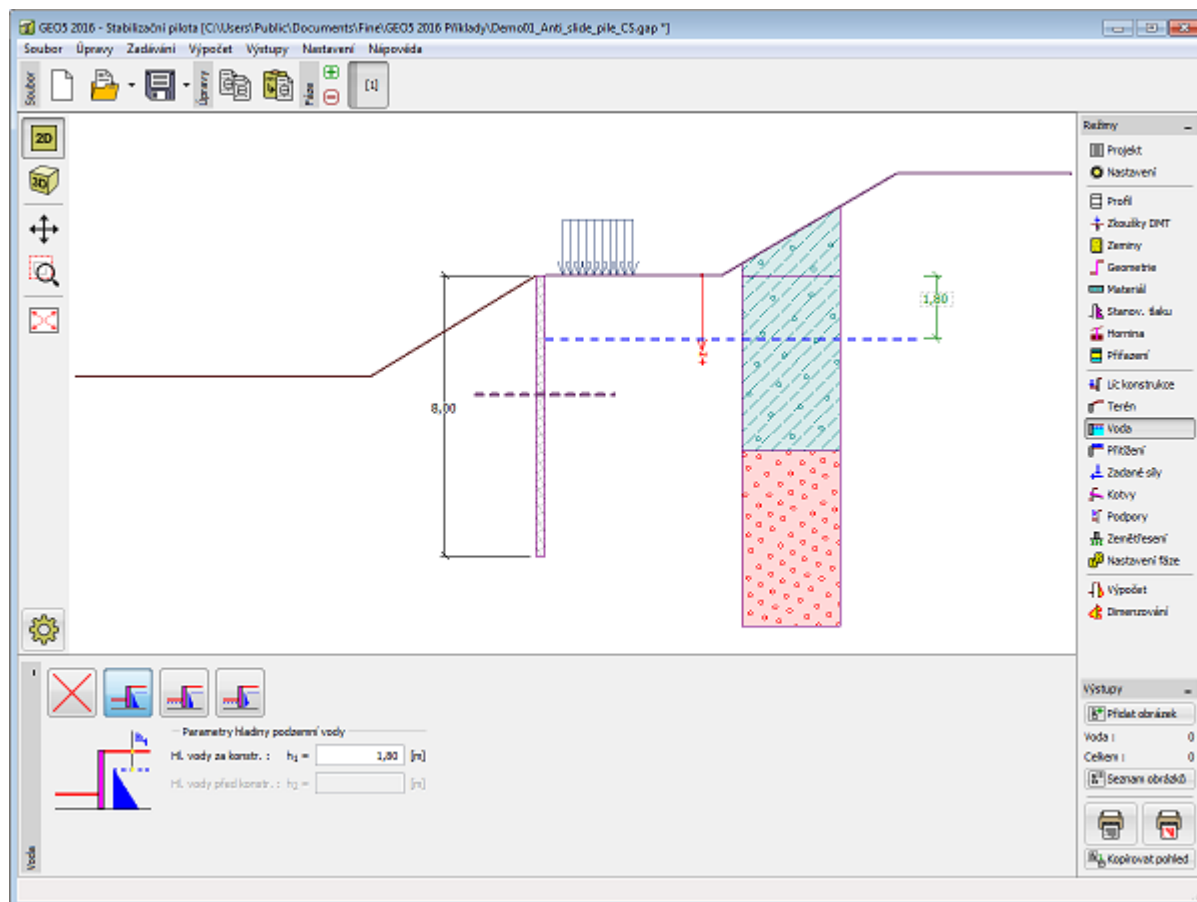 GEO5 2016 - Stabilizační pilota [C:\Users\Public\Documents\Fine\GEO5 2016 Příklady\Demo01_Anti_slide_pile_CS.gap *]
Soubor Úpravy Zadávání Výpočet Výstupy Nastavení Nápověda
Soubor
Úpravy
Fáze
[1]
2D
3D
8,00
+z
1,80
Režimy
Projekt
Nastavení
Profil
Zkoušky DMT
Zeminy
Geometrie
Materiál
Stanov. tlaku
Hornina
Přiřazení
Líc konstrukce
Terén
Voda
Přitížení
Zadané síly
Kotvy
Podpory
Zemětřesení
Nastavení fáze
Výpočet
Dimenzování
Parametry hladiny podzemní vody
Hl. vody za konstr. : h1 = 1,80 [m]
Hl. vody před konstr. : h2 = [m]
h1
Voda
Výstupy
Přidat obrázek
Voda : 0
Celkem : 0
Seznam obrázků
Kopírovat pohled